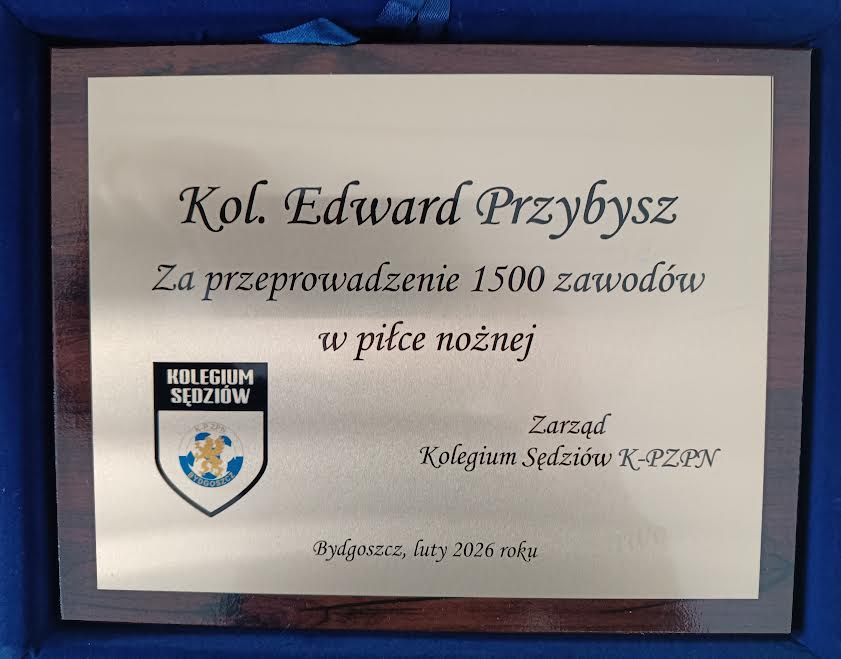 Kol. Edward Przybysz
Za przeprowadzenie 1500 zawodów
w piłce nożnej
KOLEGIUM
SĘDZIÓW
K-PZPN
BYDGOSZCZ
Zarząd
Kolegium Sędziów K-PZPN
Bydgoszcz, luty 2026 roku